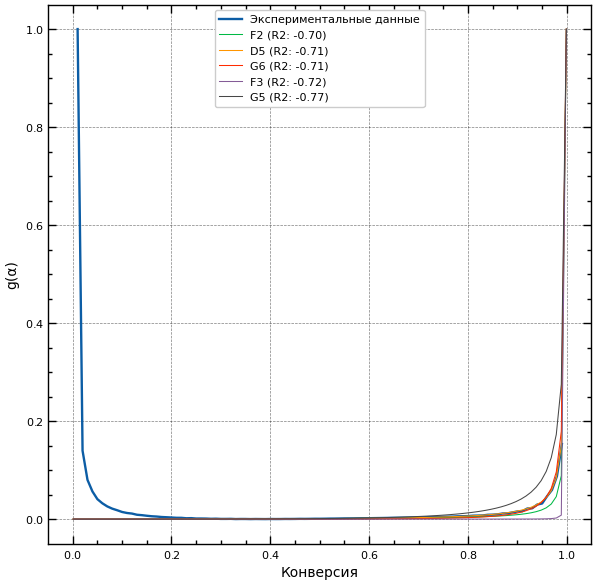 Экспериментальные данные
F2 (R2: -0.70)
D5 (R2: -0.71)
G6 (R2: -0.71)
F3 (R2: -0.72)
G5 (R2: -0.77)
1.0
0.8
0.6
0.4
0.2
0.0
g(α)
0.0 0.2 0.4 0.6 0.8 1.0
Конверсия